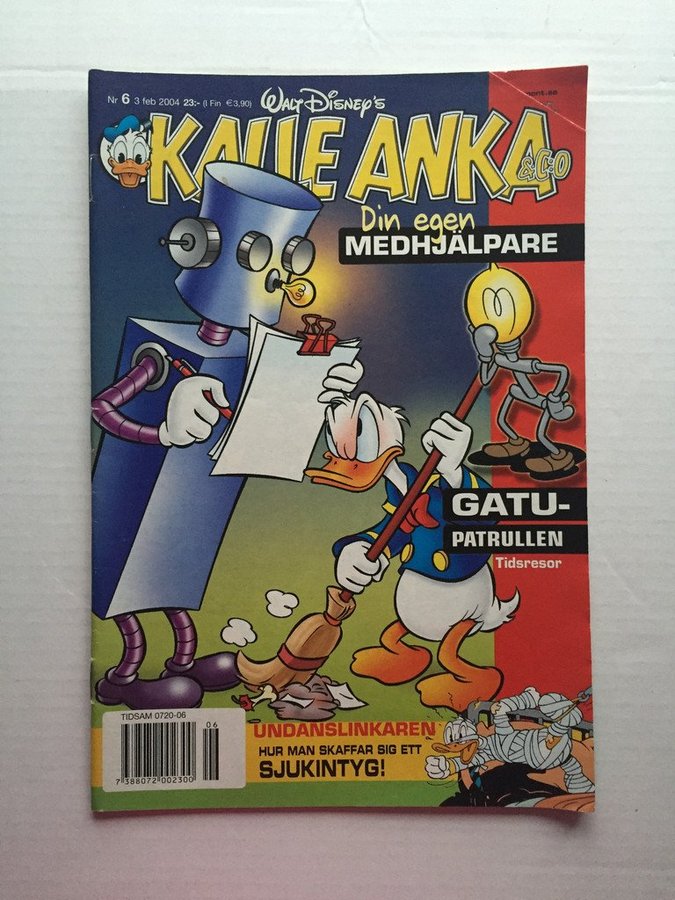 Nr 6 3 feb 2004 23:- (i Fin €3,90)
WALT DISNEY'S
KALLE ANKA
&C:O
Din egen
MEDHJÄLPARE
GATU-
PATRULLEN
Tidsresor
TIDSAM 0720-06
06
7 388072 002300
UNDANSLINKAREN
HUR MAN SKAFFAR SIG ETT
SJUKINTYG!